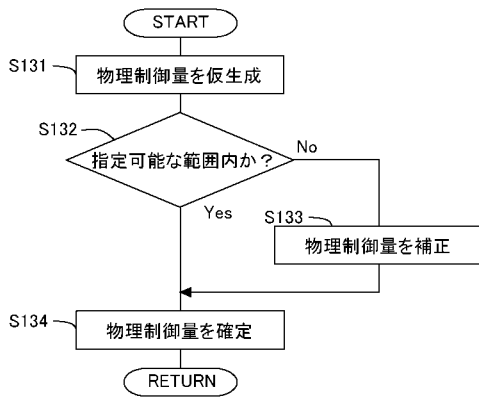 START
S131
物理制御量を仮生成
S132
指定可能な範囲内か?
No
Yes
S133
物理制御量を補正
S134
物理制御量を確定
RETURN